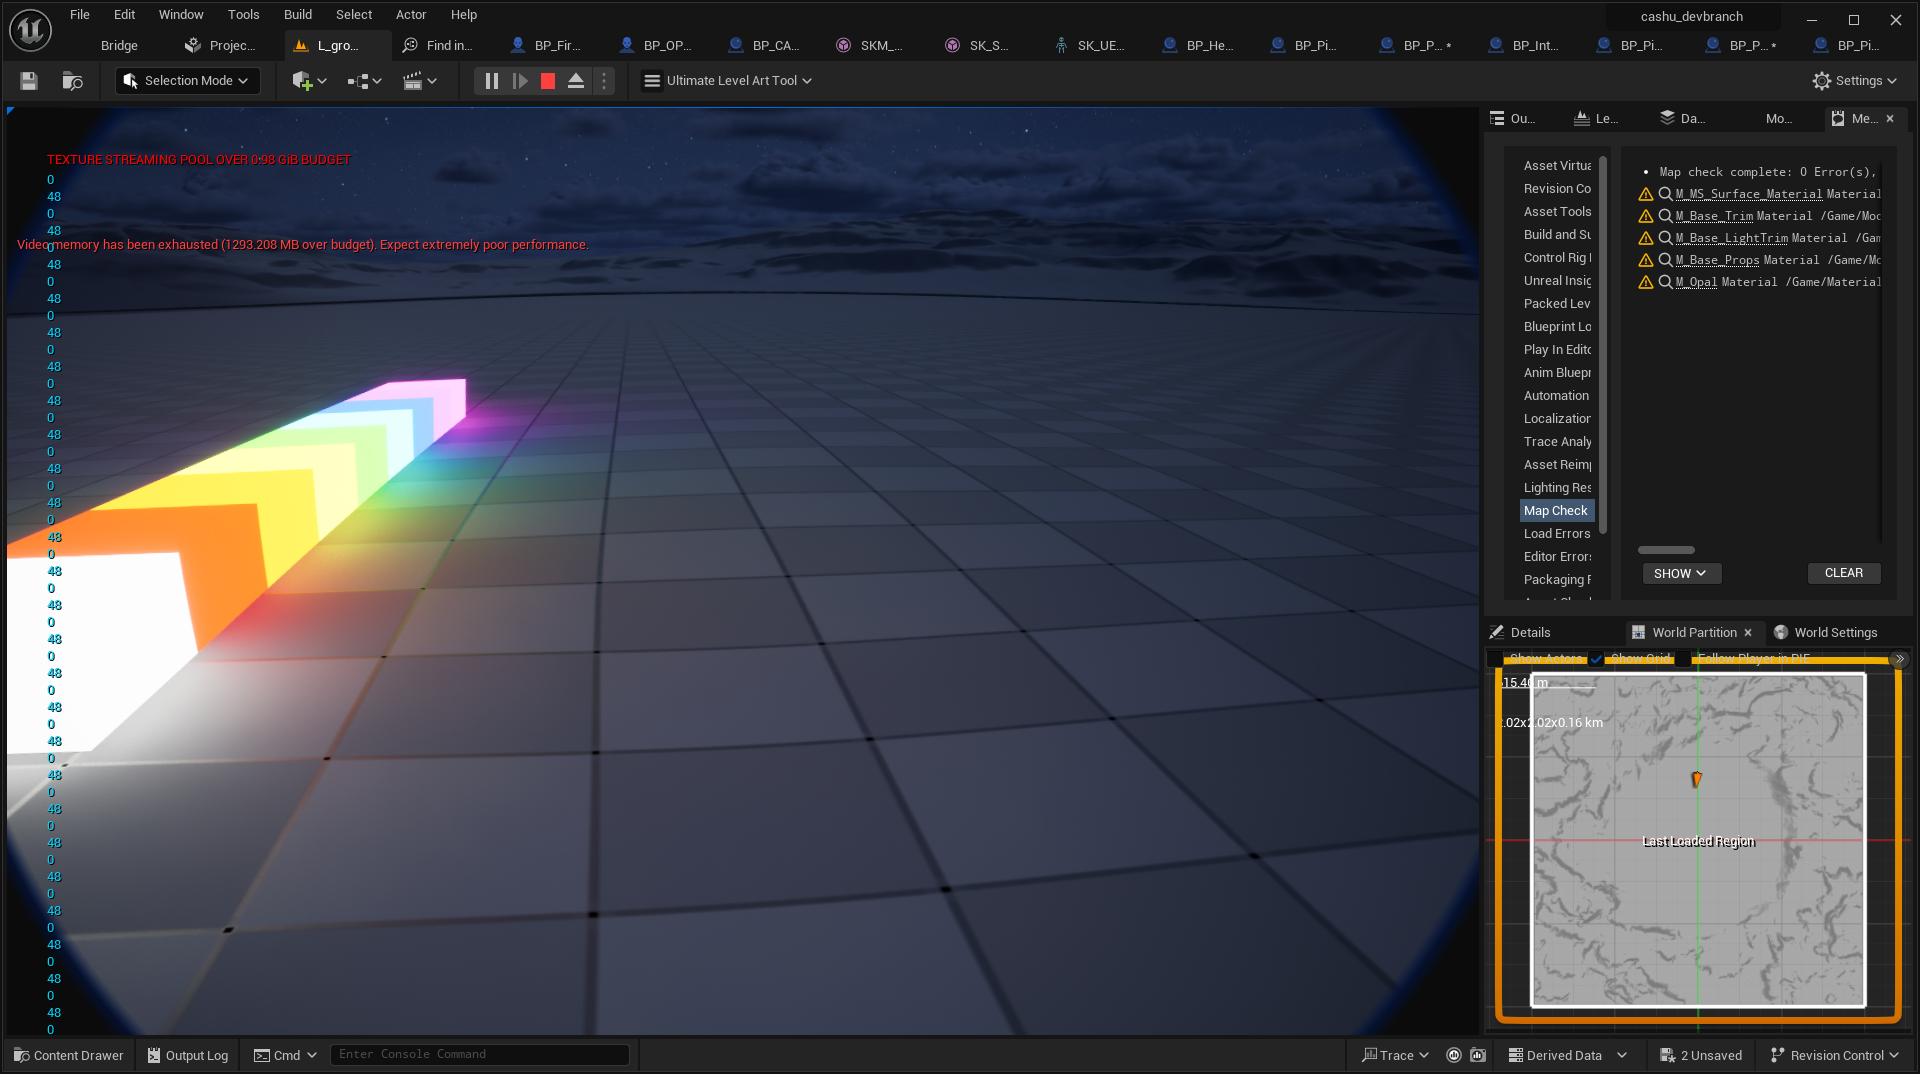 File Edit Window Tools Build Select Actor Help
cashu_devbranch
Bridge Projec... L_gro... Find in... BP_Fir... BP_OP... BP_CA... SKM_... SK_S... SK_UE... BP_He... BP_Pi... BP_P... * BP_Int... BP_Pi... BP_P... * BP_Pi...
Selection Mode
Ultimate Level Art Tool
Settings
TEXTURE STREAMING POOL OVER 0.98 GiB BUDGET
0
48
0
48
0
Video memory has been exhausted (1293.208 MB over budget). Expect extremely poor performance.
48
0
48
0
48
0
48
0
48
0
48
0
48
0
48
0
48
0
48
0
48
0
48
0
48
0
48
0
48
0
48
0
48
0
48
0
48
0
48
0
48
0
48
0
48
0
Ou... Le... Da... Mo... Me...
Asset Virtua
Revision Co
Asset Tools
Build and Su
Control Rig
Unreal Insig
Packed Lev
Blueprint Lo
Play In Edito
Anim Bluepr
Automation
Localization
Trace Analy
Asset Reimp
Lighting Res
Map Check
Load Errors
Editor Errors
Packaging
Map check complete: 0 Error(s),
M_MS_Surface_Material Material
M_Base_Trim Material /Game/Mod
M_Base_LightTrim Material /Gam
M_Base_Props Material /Game/Mo
M_Opal Material /Game/Material
SHOW CLEAR
Details World Partition World Settings
Show Actors Show Grid Follow Player in PIE
15.46 m
.02x2.02x0.16 km
Last Loaded Region
Content Drawer Output Log Cmd Enter Console Command Trace Derived Data 2 Unsaved Revision Control